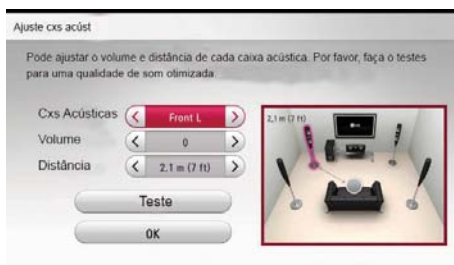 Ajuste cxs acúst
Pode ajustar o volume e distância de cada caixa acústica. Por favor, faça o testes
para uma qualidade de som otimizada
Cxs Acústicas Front L
Volume 0
Distância 2.1 m (7 ft)
Teste
OK
2,1 m (7 ft)